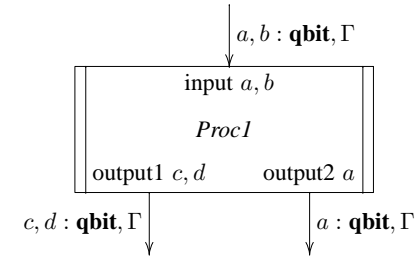 a, b : qbit, Γ
input a, b
Proc1
output1 c, d output2 a
c, d : qbit, Γ a : qbit, Γ